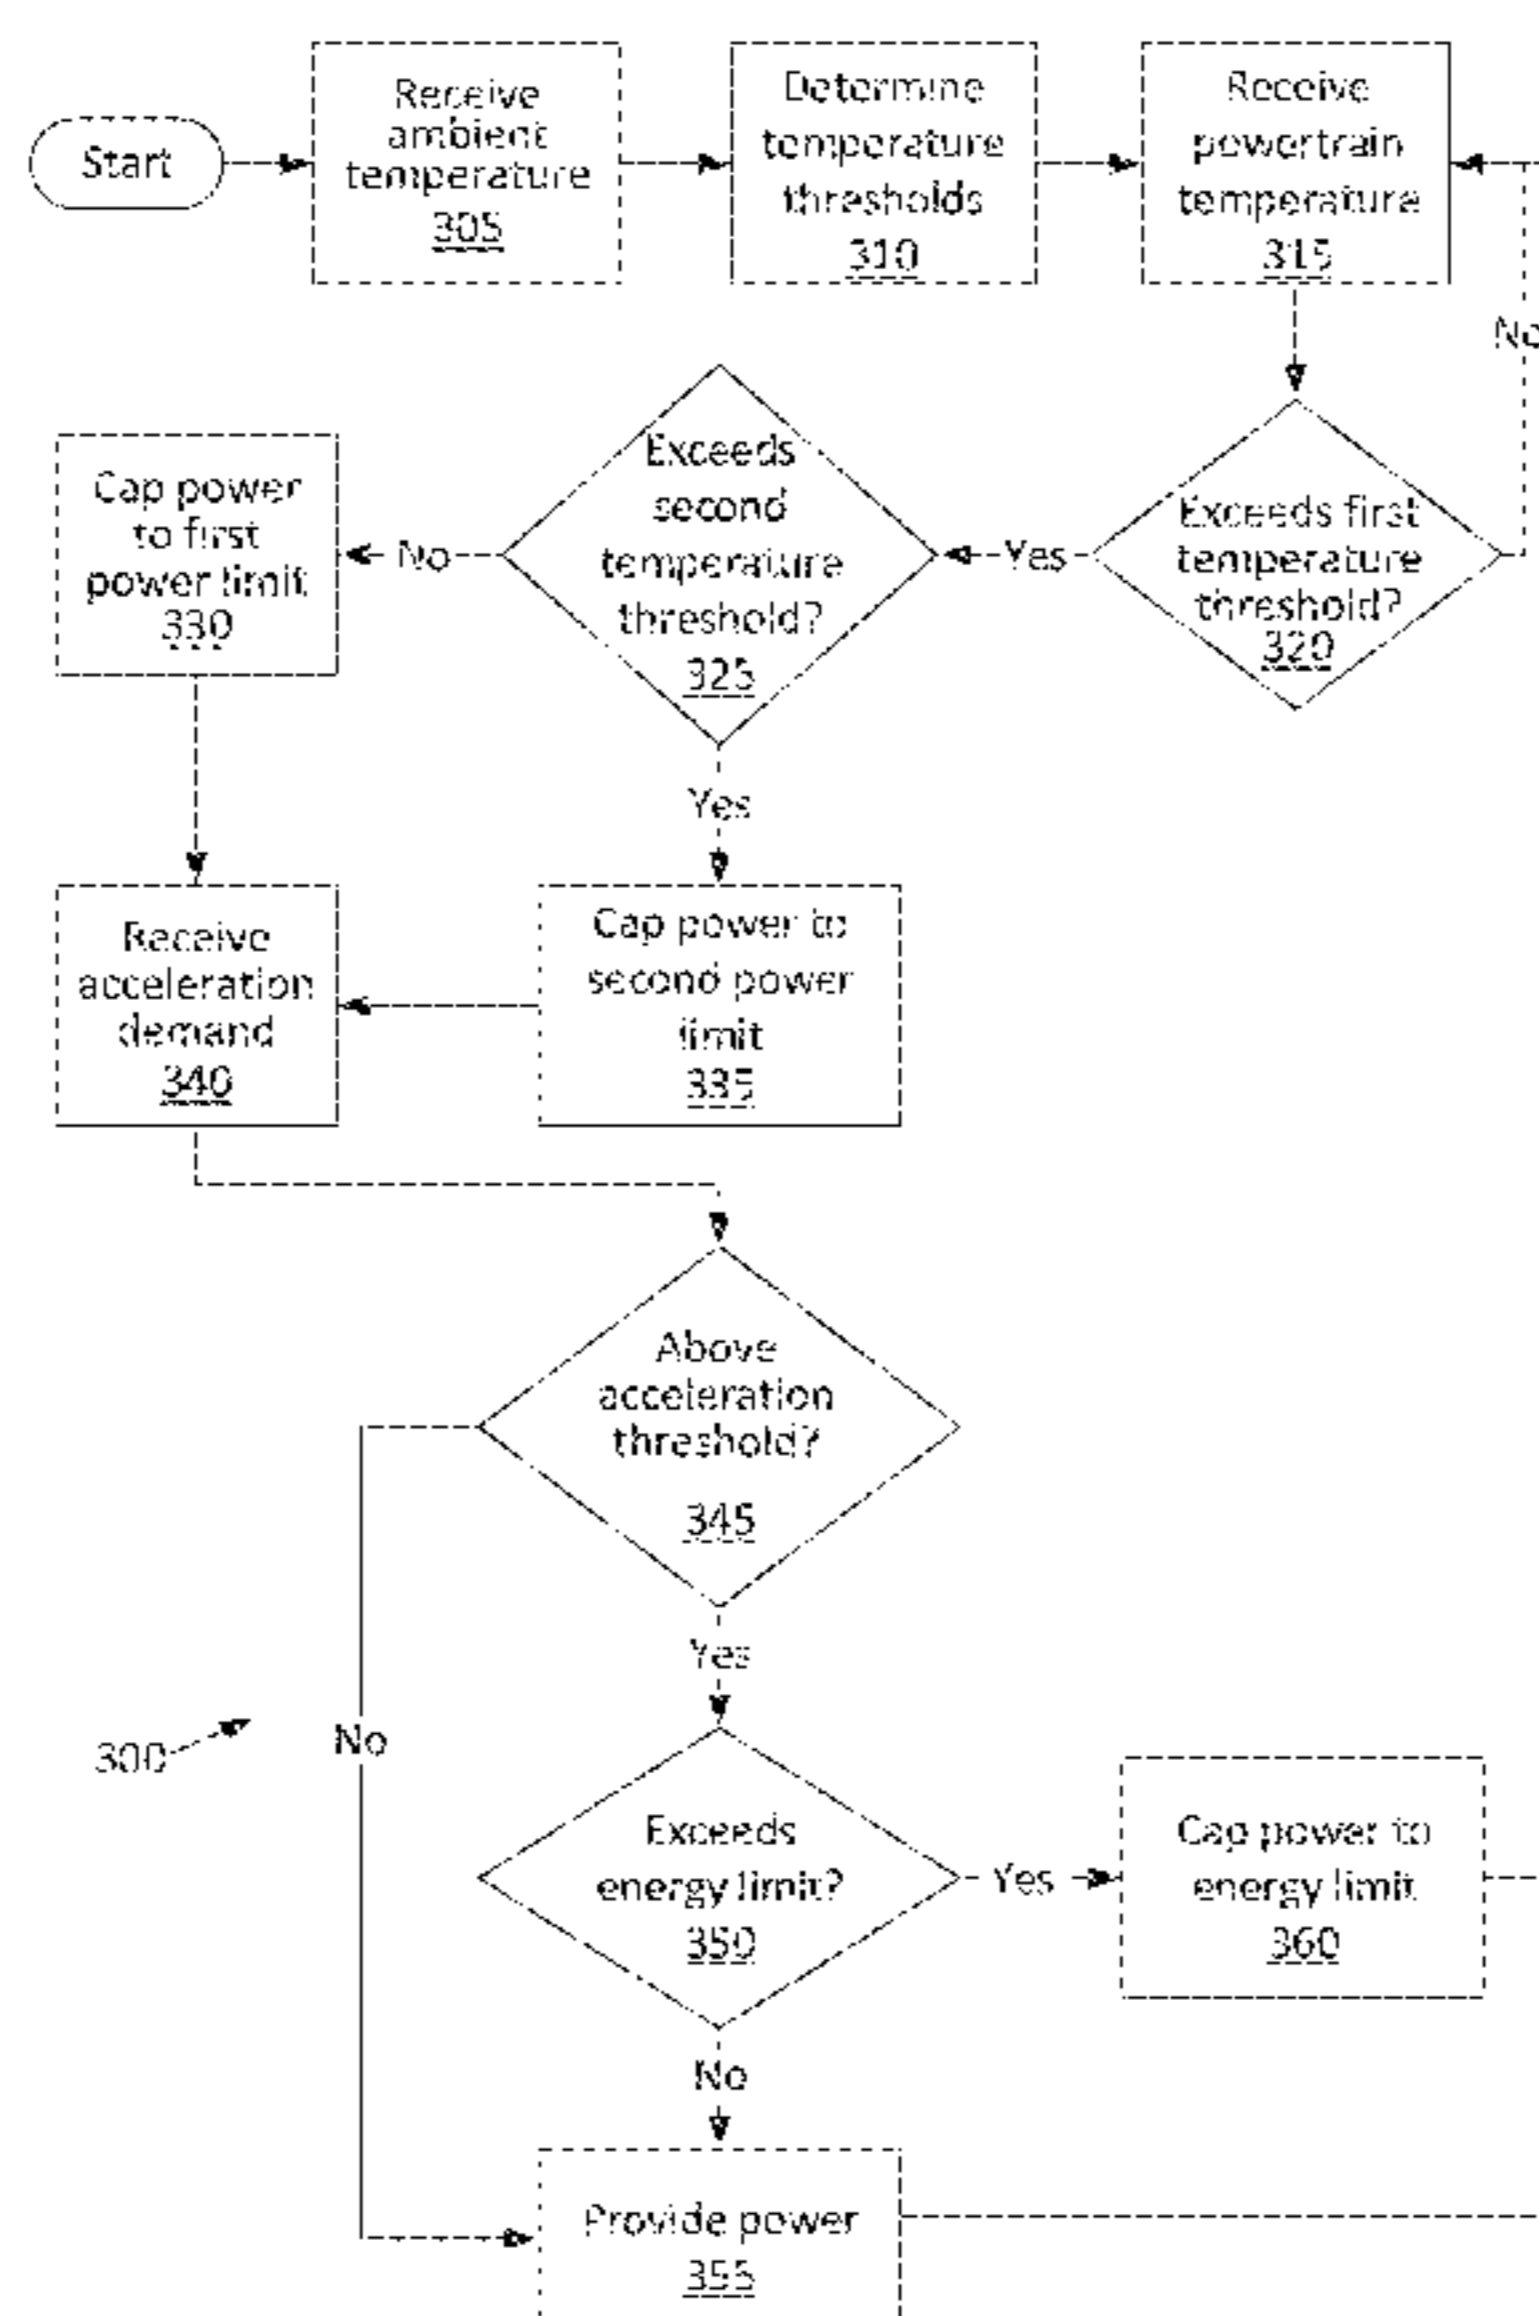 Start
Receive
ambient
temperature
305
Determine
temperature
thresholds
310
Receive
powertrain
temperature
315
No
Cap power
to first
power limit
330
No
Exceeds
second
temperature
threshold?
325
Yes
Exceeds first
temperature
threshold?
320
Yes
Receive
acceleration
demand
340
Cap power to
second power
limit
335
Above
acceleration
threshold?
345
Yes
300
No
Exceeds
energy limit?
350
Yes
Cap power to
energy limit
360
No
Provide power
355